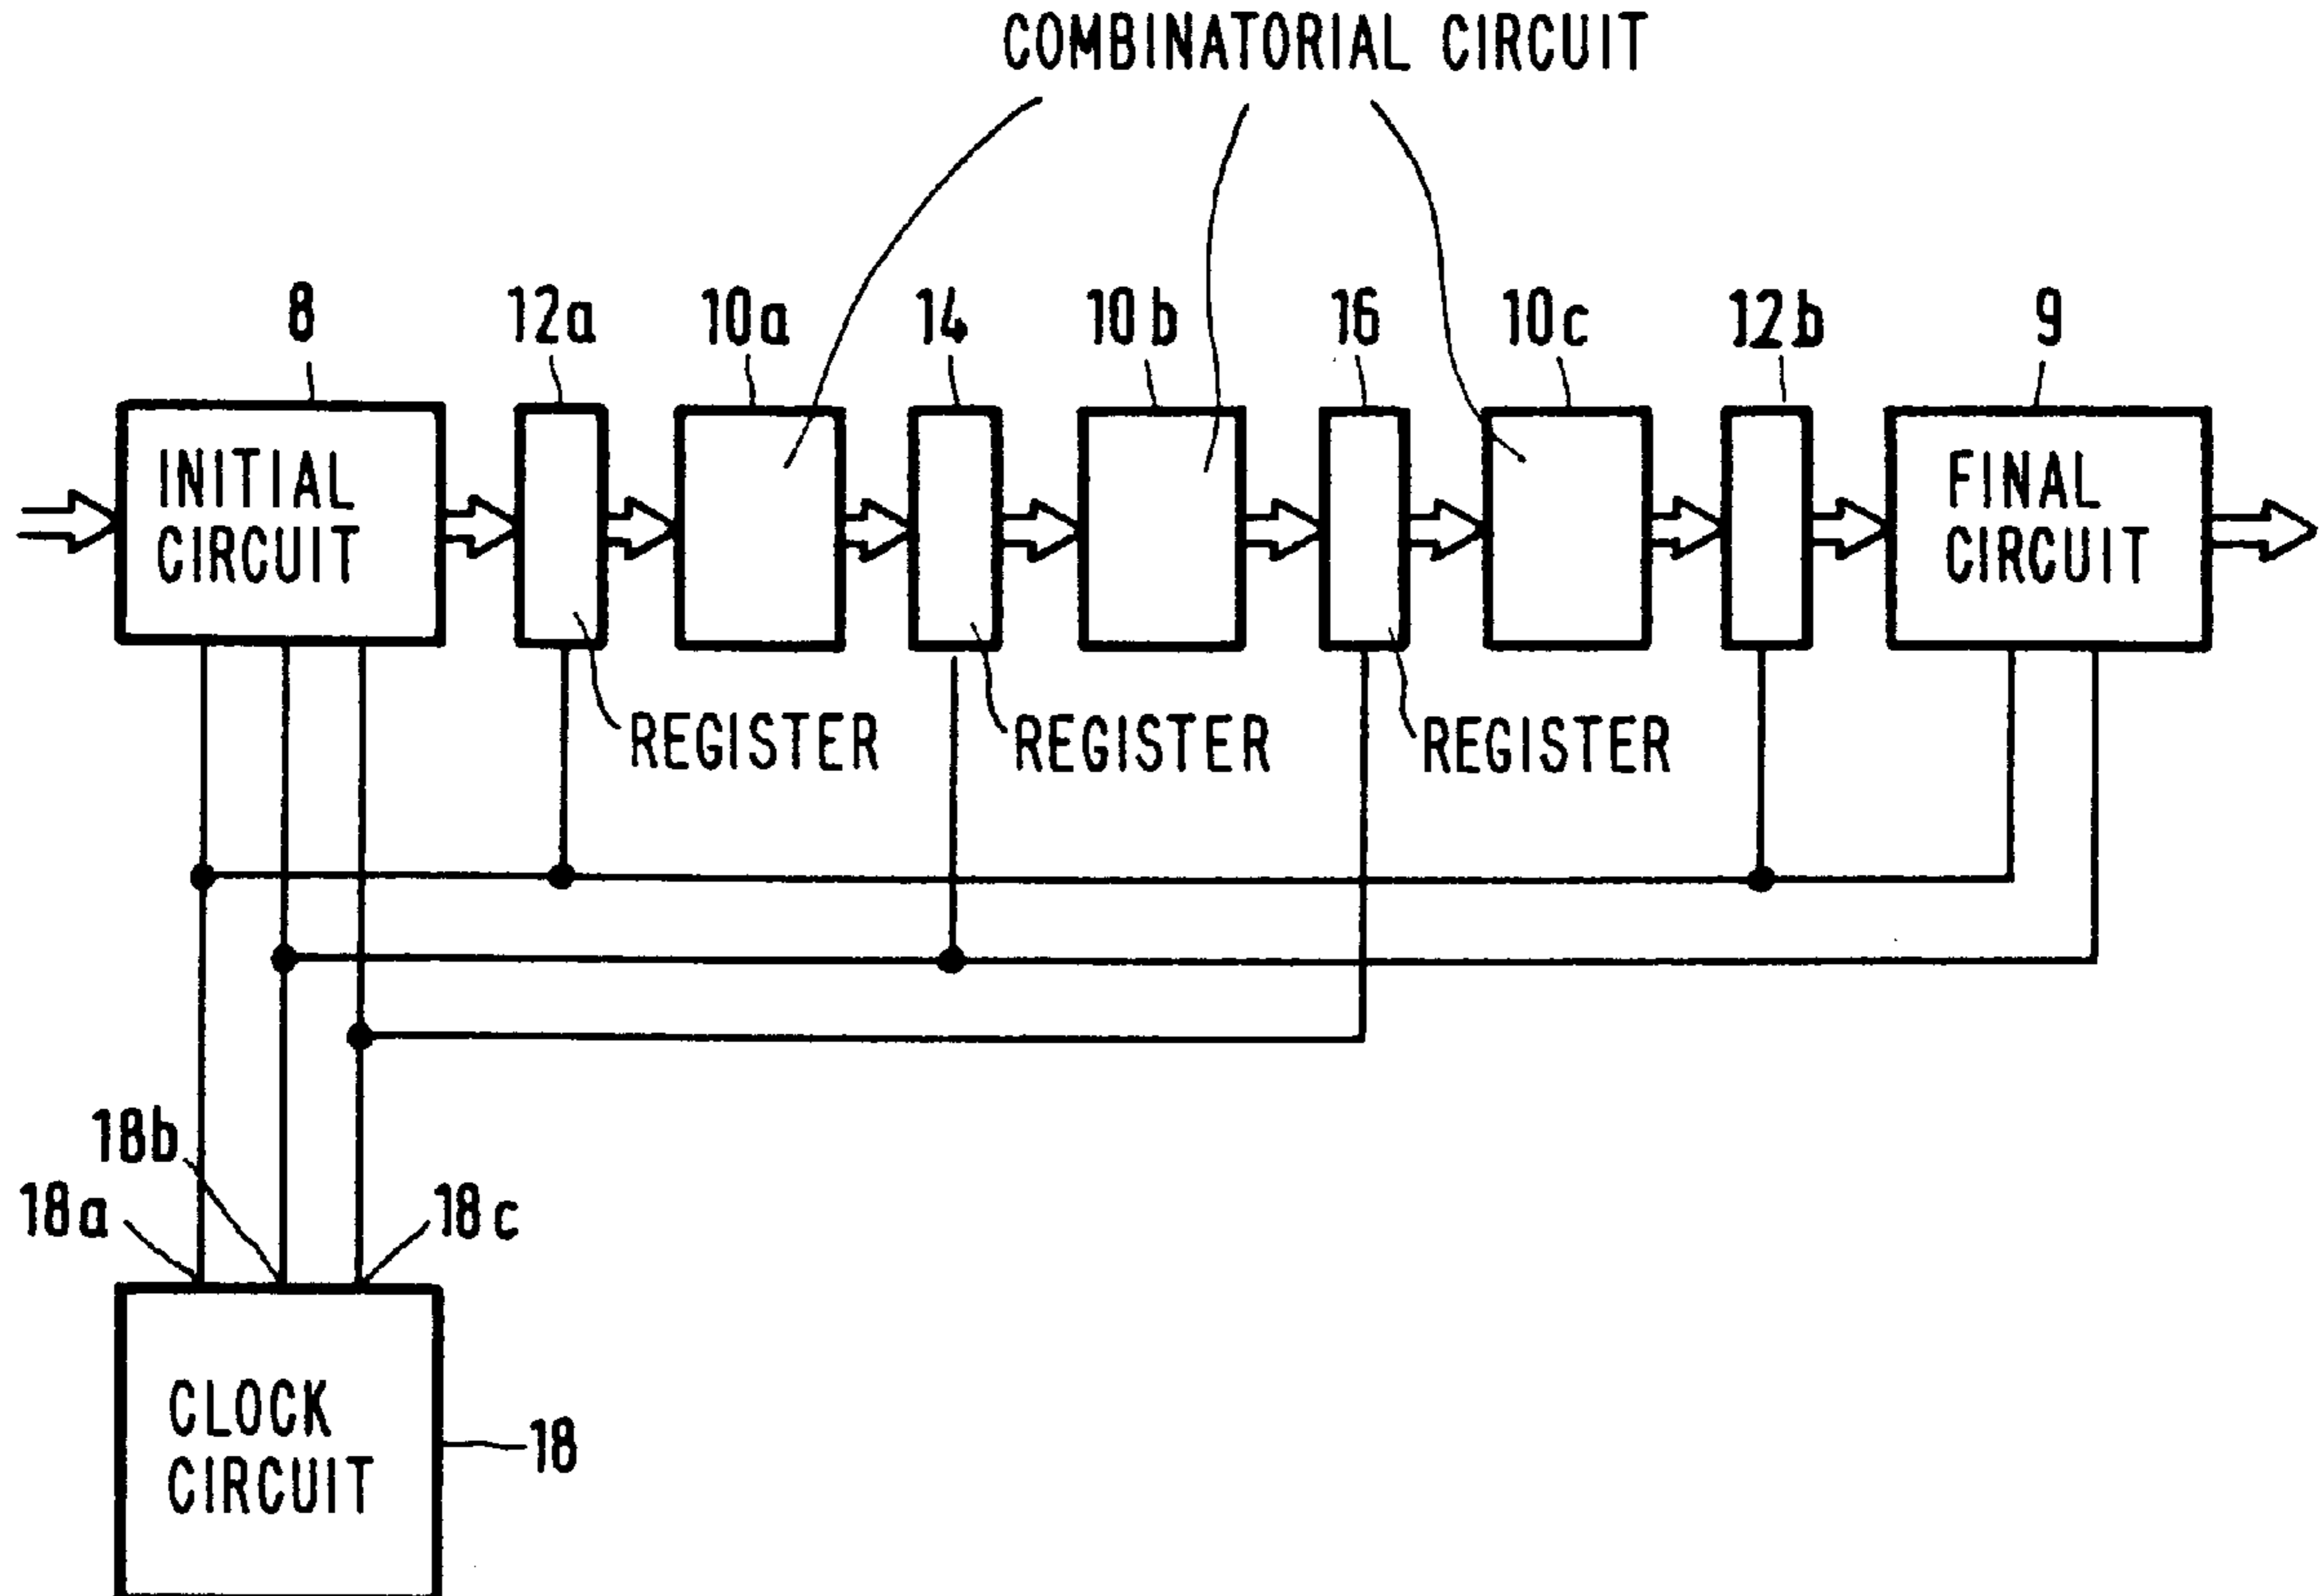 COMBINATORIAL CIRCUIT
8 12a 10a 14 10b 16 10c 12b 9
INITIAL
CIRCUIT
FINAL
CIRCUIT
REGISTER REGISTER REGISTER
18b
18a 18c
CLOCK
CIRCUIT
18